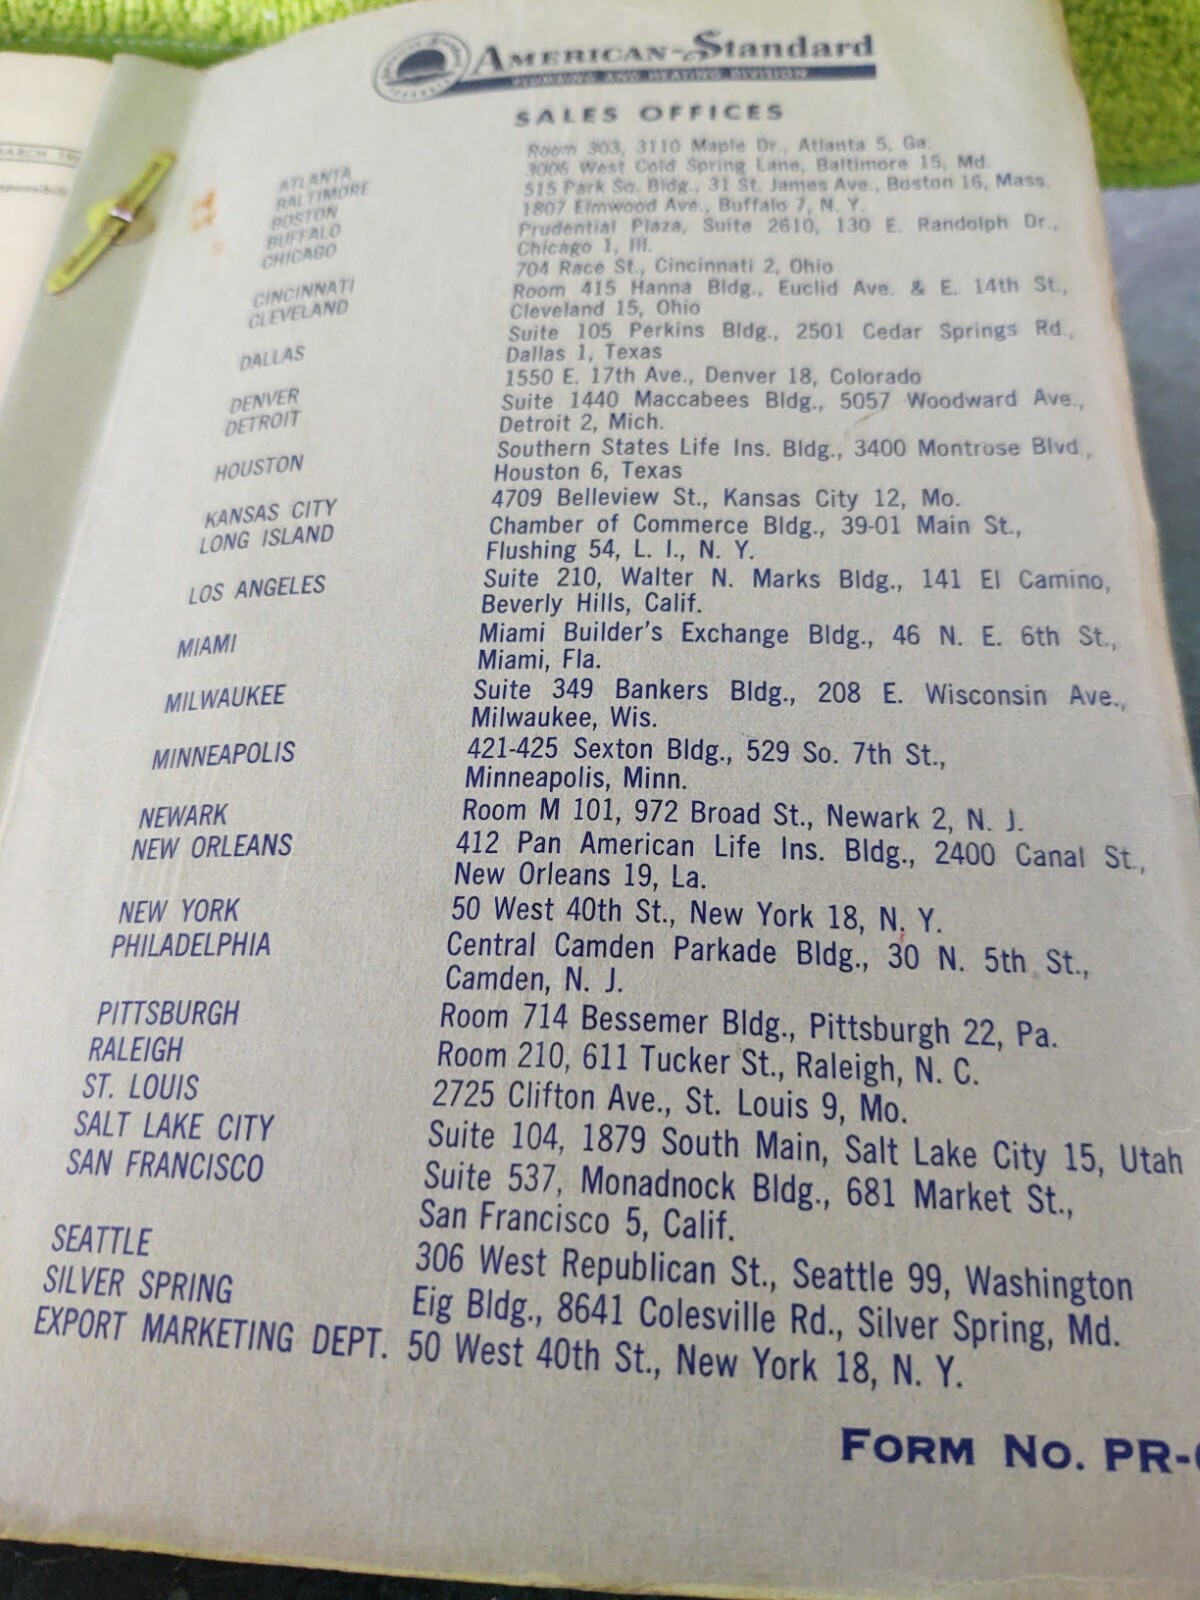 MARCH
AMERICAN-Standard
PLUMBING AND HEATING DIVISION
SALES OFFICES
ATLANTA Room 303, 3110 Maple Dr., Atlanta 5, Ga.
BALTIMORE 3006 West Cold Spring Lane, Baltimore 15, Md.
BOSTON 515 Park Sq. Bldg., 31 St. James Ave., Boston 16, Mass.
BUFFALO 1807 Elmwood Ave., Buffalo 7, N. Y.
CHICAGO Prudential Plaza, Suite 2610, 130 E. Randolph Dr.,
Chicago 1, Ill.
CINCINNATI 704 Race St., Cincinnati 2, Ohio
CLEVELAND Room 415 Hanna Bldg., Euclid Ave. & E. 14th St.,
Cleveland 15, Ohio
DALLAS Suite 105 Perkins Bldg., 2501 Cedar Springs Rd.,
Dallas 1, Texas
DENVER 1550 E. 17th Ave., Denver 18, Colorado
DETROIT Suite 1440 Maccabees Bldg., 5057 Woodward Ave.,
Detroit 2, Mich.
HOUSTON Southern States Life Ins. Bldg., 3400 Montrose Blvd.,
Houston 6, Texas
KANSAS CITY 4709 Belleview St., Kansas City 12, Mo.
LONG ISLAND Chamber of Commerce Bldg., 39-01 Main St.,
Flushing 54, L. I., N. Y.
LOS ANGELES Suite 210, Walter N. Marks Bldg., 141 El Camino,
Beverly Hills, Calif.
MIAMI Miami Builder's Exchange Bldg., 46 N. E. 6th St.,
Miami, Fla.
MILWAUKEE Suite 349 Bankers Bldg., 208 E. Wisconsin Ave.,
Milwaukee, Wis.
MINNEAPOLIS 421-425 Sexton Bldg., 529 So. 7th St.,
Minneapolis, Minn.
NEWARK Room M 101, 972 Broad St., Newark 2, N. J.
NEW ORLEANS 412 Pan American Life Ins. Bldg., 2400 Canal St.,
New Orleans 19, La.
NEW YORK 50 West 40th St., New York 18, N. Y.
PHILADELPHIA Central Camden Parkade Bldg., 30 N. 5th St.,
Camden, N. J.
PITTSBURGH Room 714 Bessemer Bldg., Pittsburgh 22, Pa.
RALEIGH Room 210, 611 Tucker St., Raleigh, N. C.
ST. LOUIS 2725 Clifton Ave., St. Louis 9, Mo.
SALT LAKE CITY Suite 104, 1879 South Main, Salt Lake City 15, Utah
SAN FRANCISCO Suite 537, Monadnock Bldg., 681 Market St.,
San Francisco 5, Calif.
SEATTLE 306 West Republican St., Seattle 99, Washington
SILVER SPRING Eig Bldg., 8641 Colesville Rd., Silver Spring, Md.
EXPORT MARKETING DEPT. 50 West 40th St., New York 18, N. Y.
FORM NO. PR-